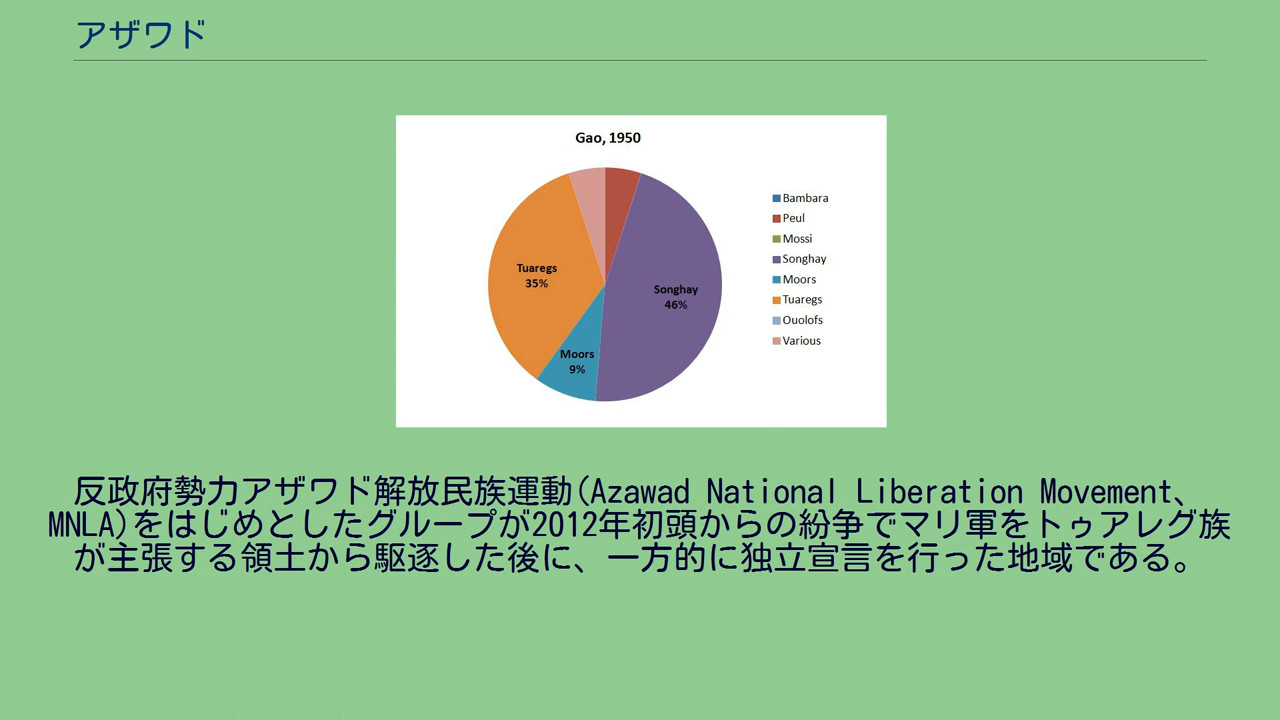 アザワド
Gao, 1950
Tuaregs
35%
Songhay
46%
Moors
9%
Bambara
Peul
Mossi
Songhay
Moors
Tuaregs
Ouolofs
Various
反政府勢力アザワド解放民族運動(Azawad National Liberation Movement、
MNLA)をはじめとしたグループが2012年初頭からの紛争でマリ軍をトゥアレグ族
が主張する領土から駆逐した後に、一方的に独立宣言を行った地域である。